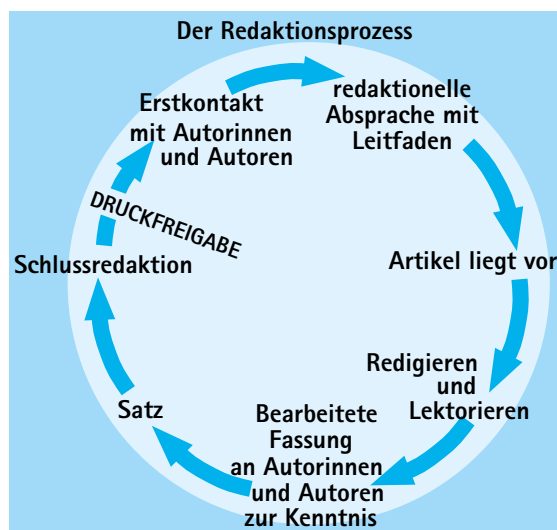 Der Redaktionsprozess
Erstkontakt
mit Autorinnen
und Autoren
redaktionelle
Absprache mit
Leitfaden
Artikel liegt vor
Redigieren
und
Lektorieren
Bearbeitete
Fassung
an Autorinnen
und Autoren
zur Kenntnis
Satz
Schlussredaktion
DRUCKFREIGABE